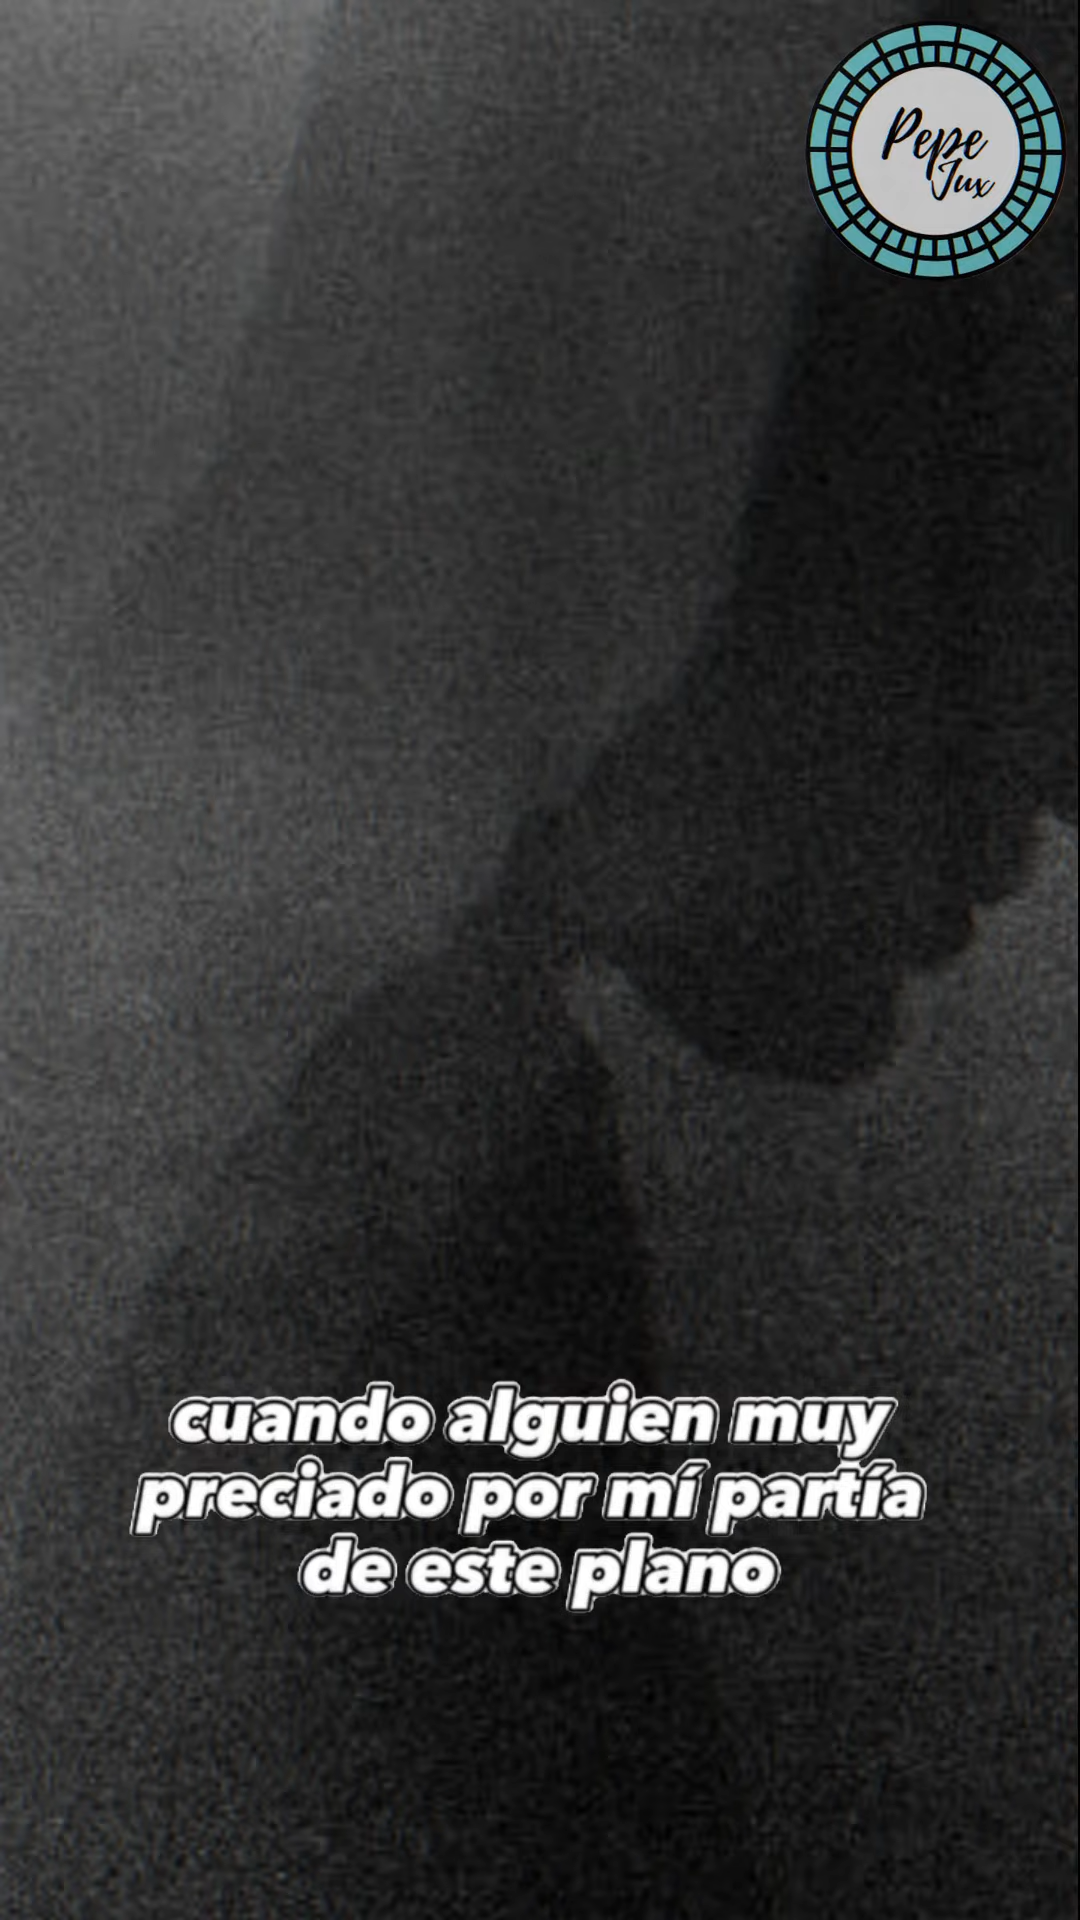 Pepe
Jux
cuando alguien muy
preciado por mí partía
de este plano